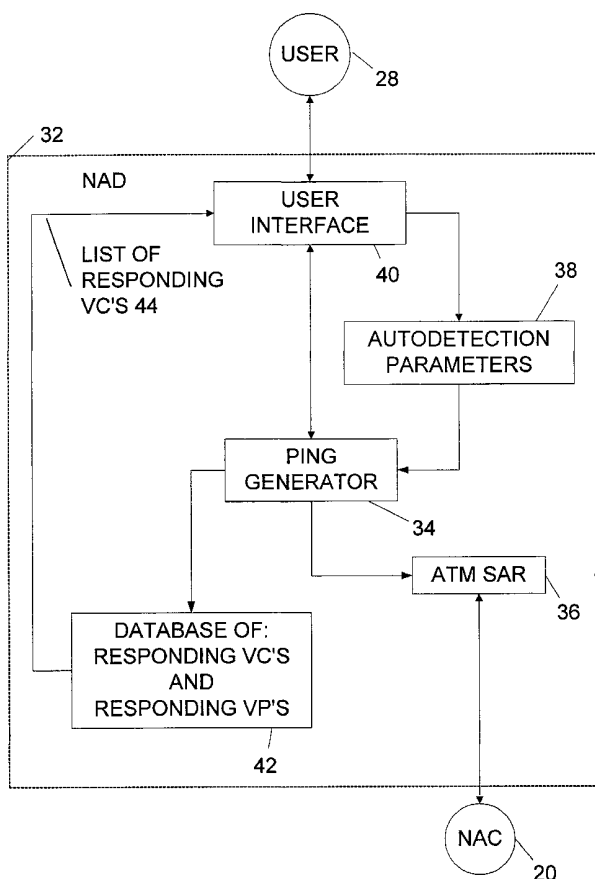 USER
28
32
NAD
USER
INTERFACE
40
LIST OF
RESPONDING
VC'S 44
38
AUTODETECTION
PARAMETERS
PING
GENERATOR
34
ATM SAR
36
DATABASE OF:
RESPONDING VC'S
AND
RESPONDING VP'S
42
NAC
20